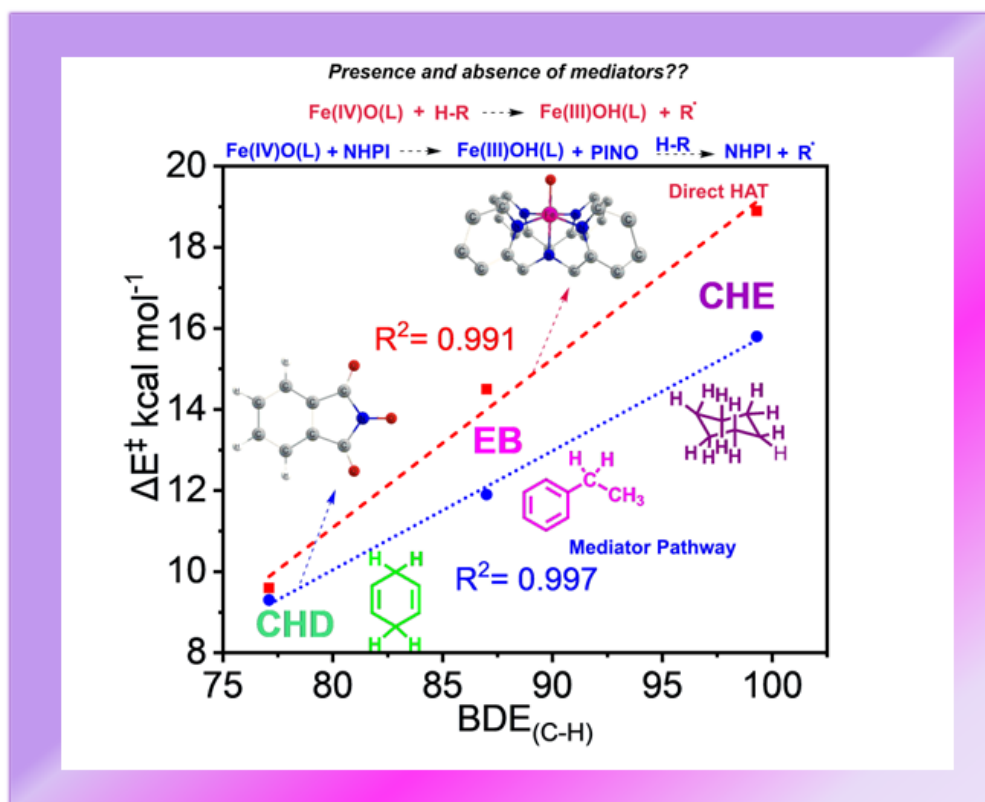 Presence and absence of mediators??
Fe(IV)O(L) + H-R ----> Fe(III)OH(L) + R˙
Fe(IV)O(L) + NHPI ----> Fe(III)OH(L) + PINO H-R ----> NHPI + R˙
20
Direct HAT
18
CHE
R²= 0.991
16
H H H H H H H H H H H H
14
EB
H H
C
CH₃
12
Mediator Pathway
H H
R²= 0.997
10
CHD
H H
8
ΔE‡ kcal mol⁻¹
75 80 85 90 95 100
BDE(C-H)